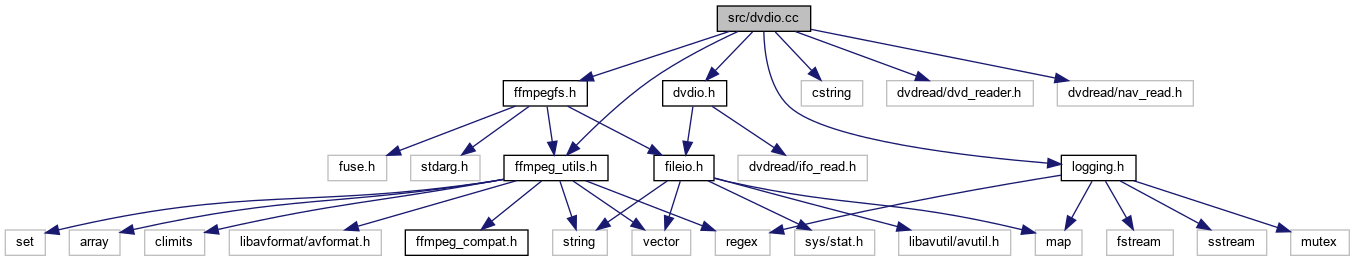 src/dvdio.cc
ffmpegfs.h
dvdio.h
cstring
dvdread/dvd_reader.h
dvdread/nav_read.h
fuse.h
stdarg.h
ffmpeg_utils.h
fileio.h
dvdread/ifo_read.h
logging.h
set
array
climits
libavformat/avformat.h
ffmpeg_compat.h
string
vector
regex
sys/stat.h
libavutil/avutil.h
map
fstream
sstream
mutex